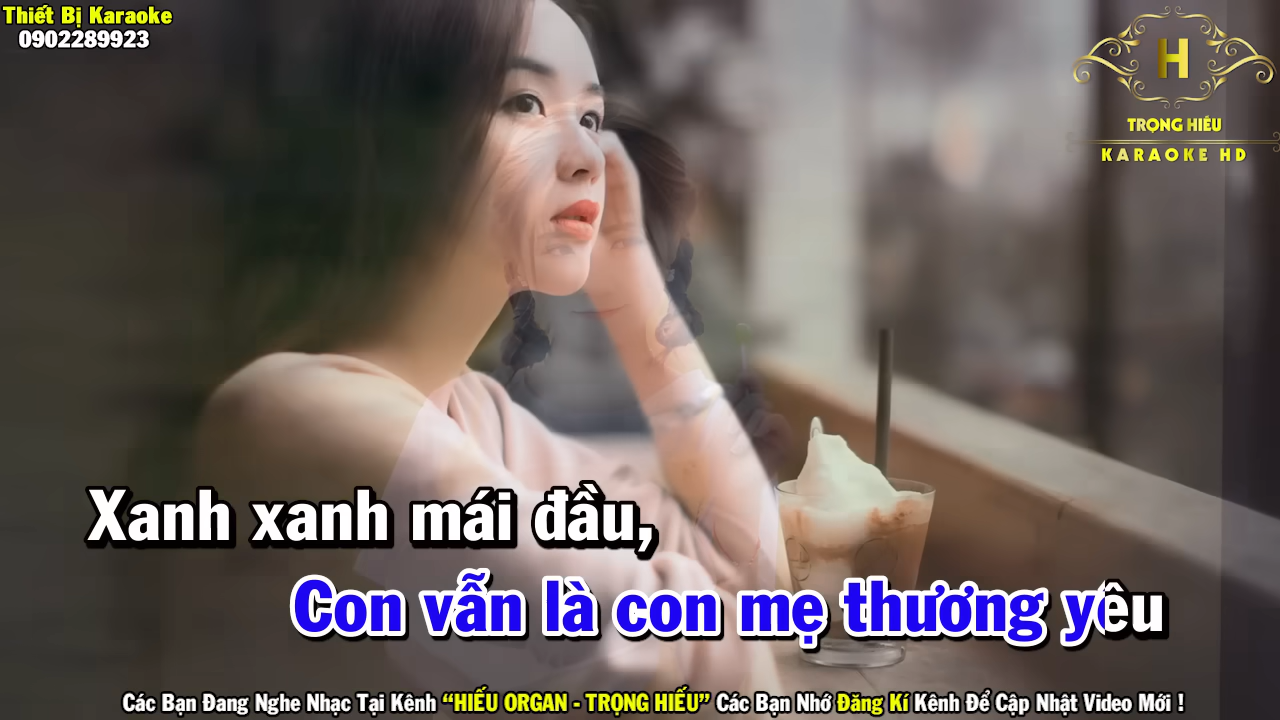 Thiết Bị Karaoke
0902289923
H
TRỌNG HIẾU
KARAOKE HD
Xanh xanh mái đầu,
Con vẫn là con mẹ thương yêu
Các Bạn Đang Nghe Nhạc Tại Kênh “HIẾU ORGAN - TRỌNG HIẾU” Các Bạn Nhớ Đăng Kí Kênh Để Cập Nhật Video Mới !